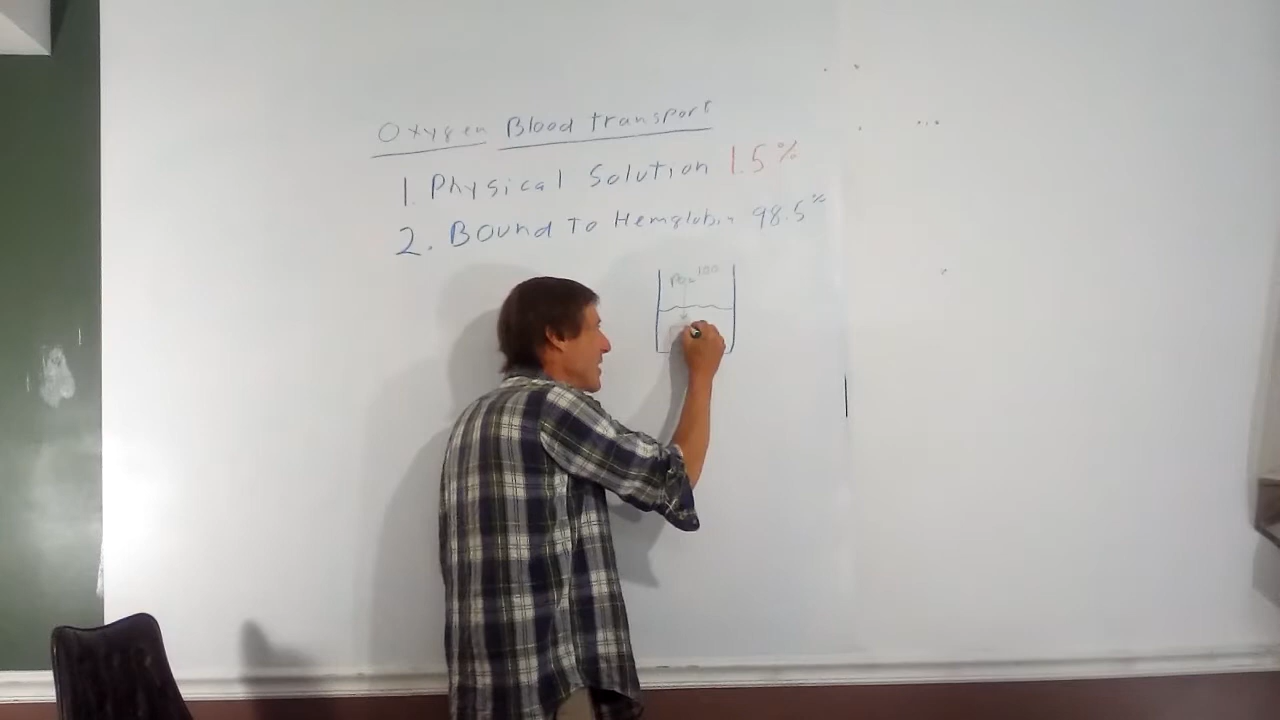 Oxygen Blood transport
1. Physical Solution 1.5%
2. Bound to Hemglobin 98.5%
PO₂ 100